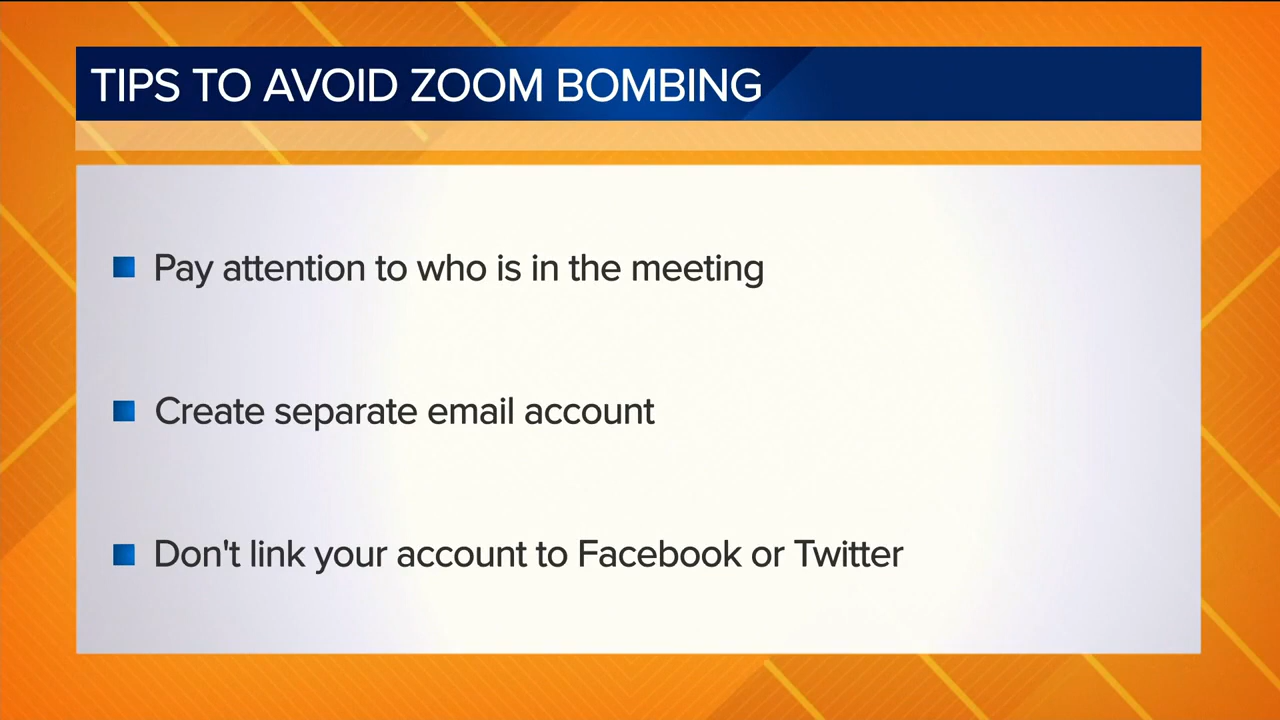 TIPS TO AVOID ZOOM BOMBING
Pay attention to who is in the meeting
Create separate email account
Don't link your account to Facebook or Twitter